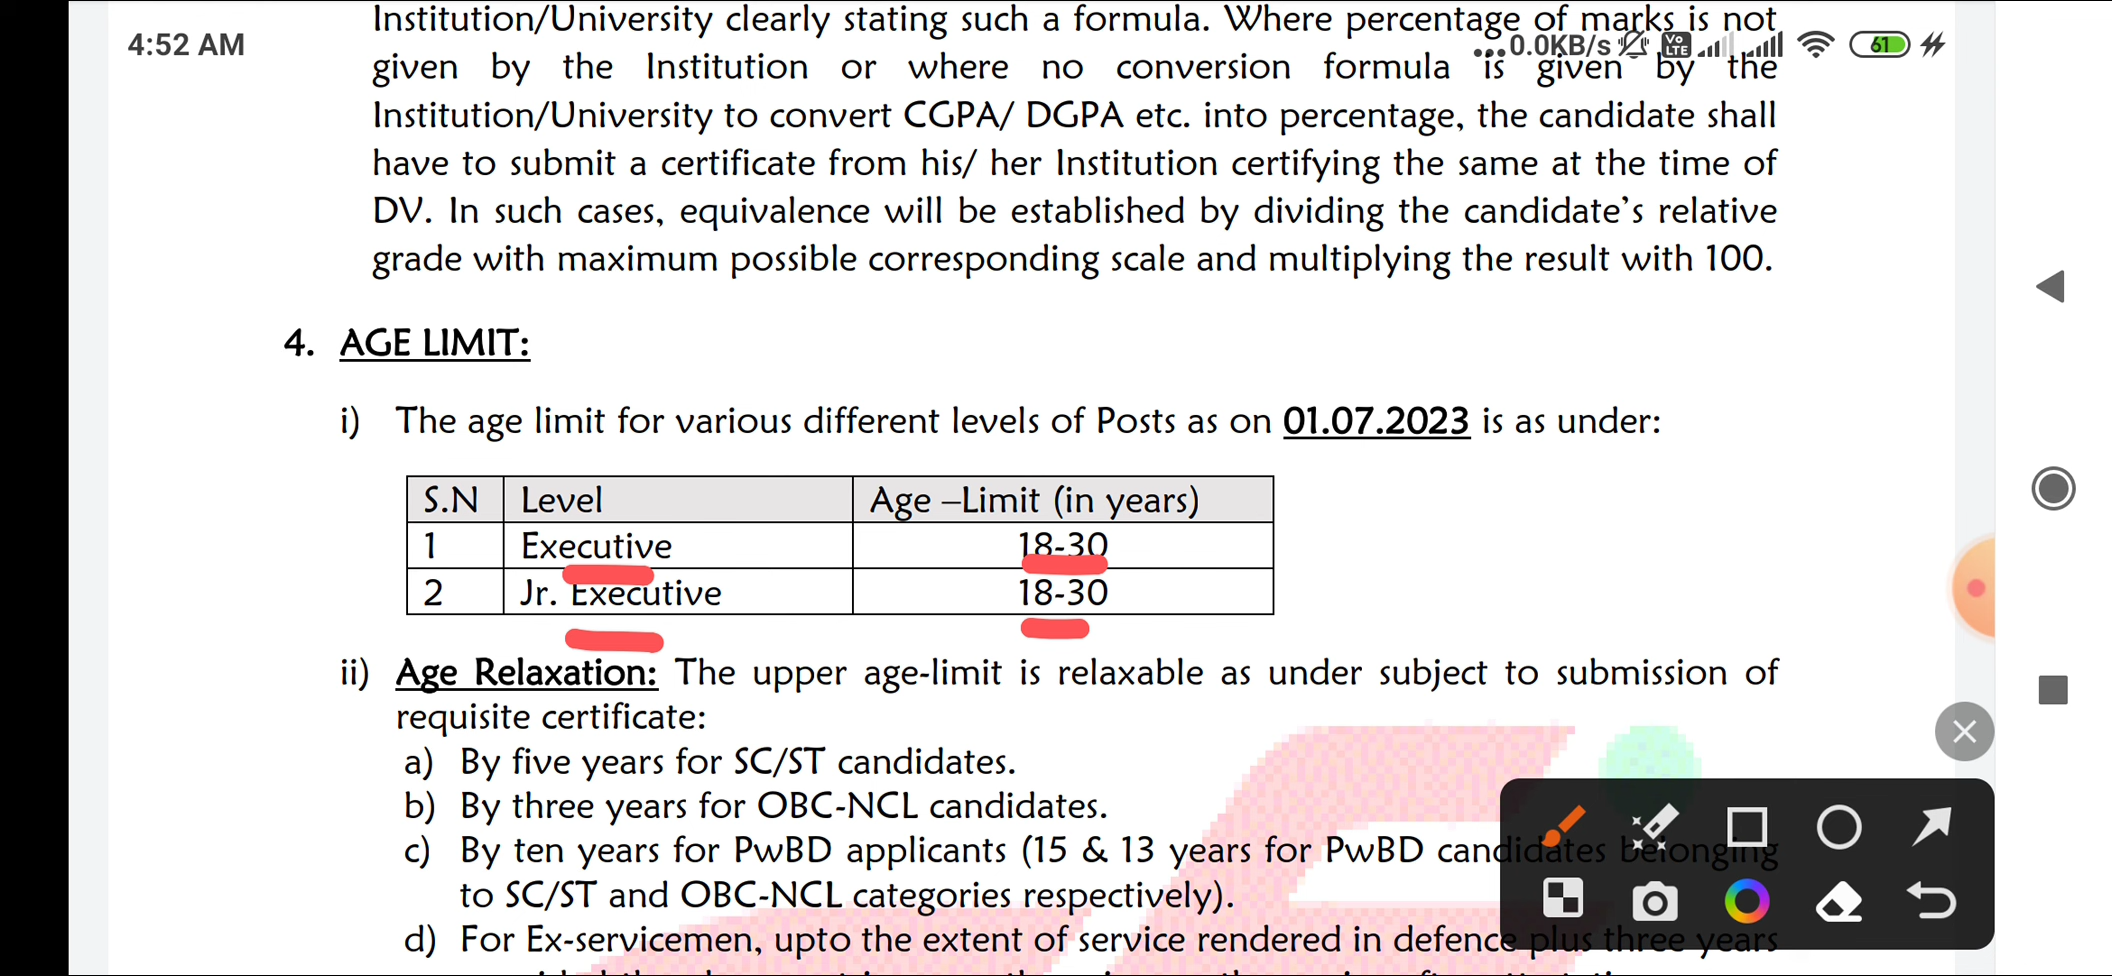 Institution/University clearly stating such a formula. Where percentage of marks is not
4:52 AM
...0.0KB/s
Vo LTE
61
given by the Institution or where no conversion formula is given by the
Institution/University to convert CGPA/ DGPA etc. into percentage, the candidate shall
have to submit a certificate from his/ her Institution certifying the same at the time of
DV. In such cases, equivalence will be established by dividing the candidate's relative
grade with maximum possible corresponding scale and multiplying the result with 100.
4. AGE LIMIT:
i) The age limit for various different levels of Posts as on 01.07.2023 is as under:
S.N Level Age –Limit (in years)
1 Executive 18-30
2 Jr. Executive 18-30
ii) Age Relaxation: The upper age-limit is relaxable as under subject to submission of
requisite certificate:
a) By five years for SC/ST candidates.
b) By three years for OBC-NCL candidates.
c) By ten years for PwBD applicants (15 & 13 years for PwBD candidates belonging
to SC/ST and OBC-NCL categories respectively).
d) For Ex-servicemen, upto the extent of service rendered in defence plus three years